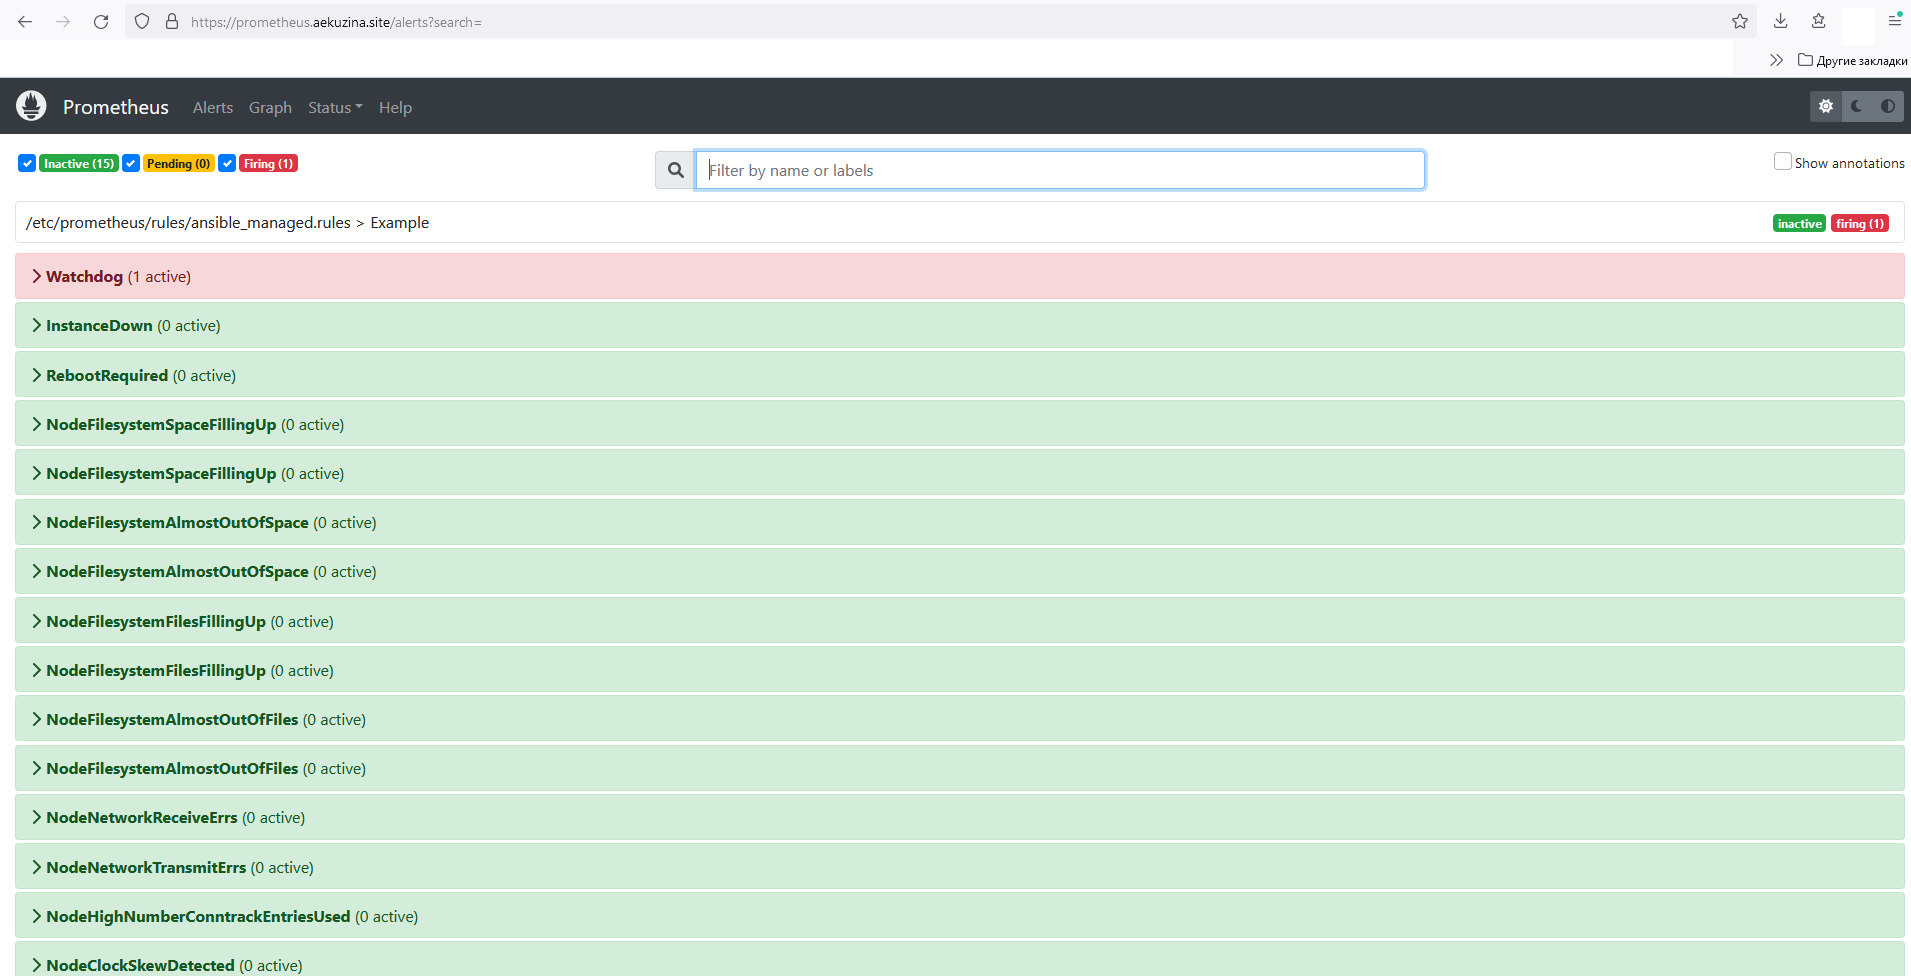 https://prometheus.aekuzina.site/alerts?search=
Другие закладки
Prometheus Alerts Graph Status Help
Inactive (15) Pending (0) Firing (1) Filter by name or labels Show annotations
/etc/prometheus/rules/ansible_managed.rules > Example inactive firing (1)
Watchdog (1 active)
InstanceDown (0 active)
RebootRequired (0 active)
NodeFilesystemSpaceFillingUp (0 active)
NodeFilesystemSpaceFillingUp (0 active)
NodeFilesystemAlmostOutOfSpace (0 active)
NodeFilesystemAlmostOutOfSpace (0 active)
NodeFilesystemFilesFillingUp (0 active)
NodeFilesystemFilesFillingUp (0 active)
NodeFilesystemAlmostOutOfFiles (0 active)
NodeFilesystemAlmostOutOfFiles (0 active)
NodeNetworkReceiveErrs (0 active)
NodeNetworkTransmitErrs (0 active)
NodeHighNumberConntrackEntriesUsed (0 active)
NodeClockSkewDetected (0 active)